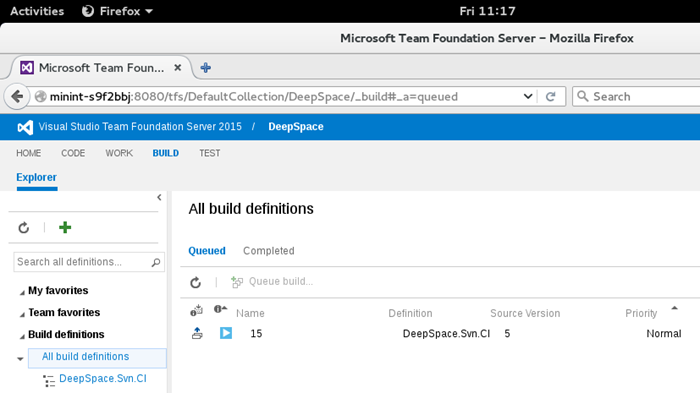 Activities Firefox Fri 11:17
Microsoft Team Foundation Server - Mozilla Firefox
Microsoft Team Foun...
minint-s9f2bbj:8080/tfs/DefaultCollection/DeepSpace/_build#_a=queued Search
Visual Studio Team Foundation Server 2015 / DeepSpace
HOME CODE WORK BUILD TEST
Explorer
All build definitions
Queued Completed
Search all definitions...
Queue build...
My favorites
Team favorites
Build definitions
All build definitions
DeepSpace.Svn.CI
Name Definition Source Version Priority
15 DeepSpace.Svn.CI 5 Normal